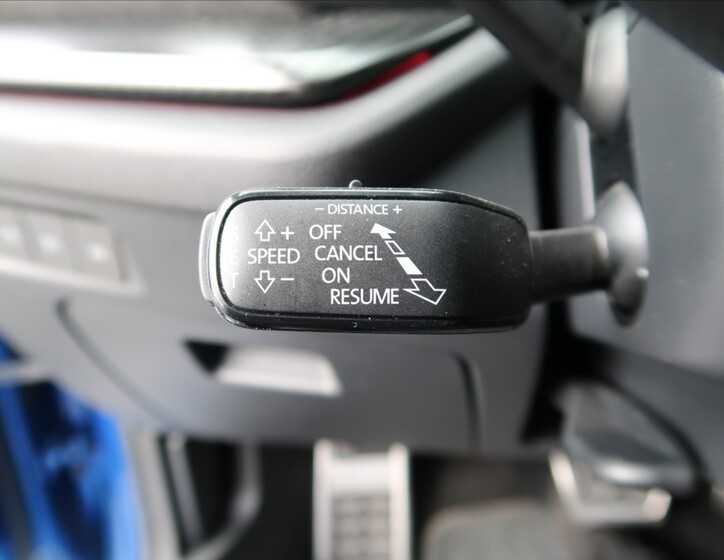 − DISTANCE +
+ OFF
SPEED CANCEL
− ON
RESUME